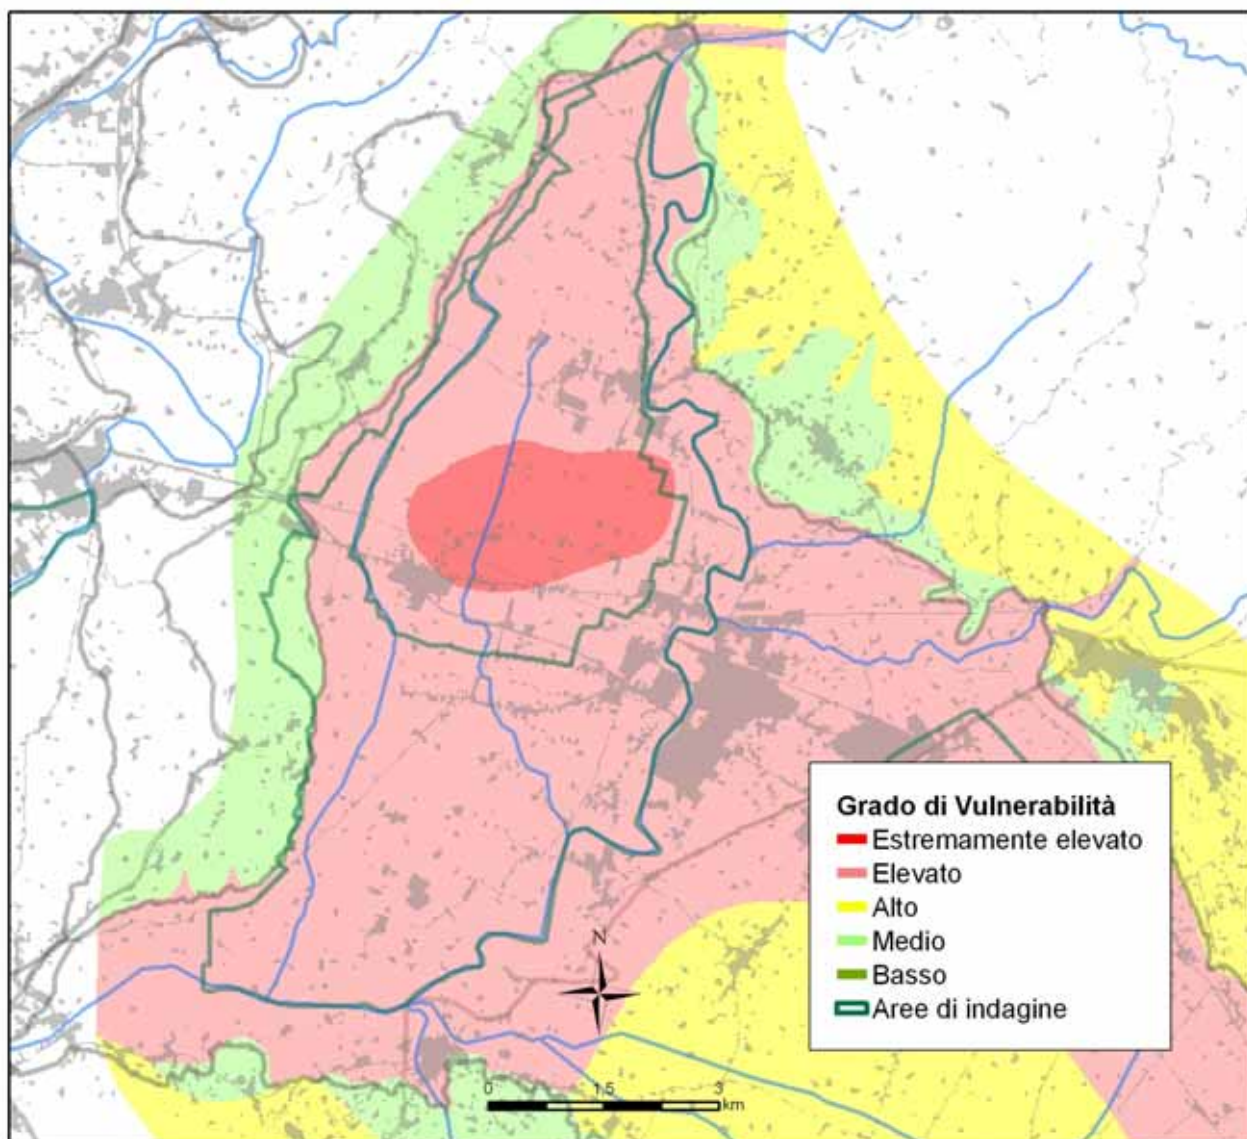 Grado di Vulnerabilità
Estremamente elevato
Elevato
Alto
Medio
Basso
Aree di indagine
N
0 1.5 3
km